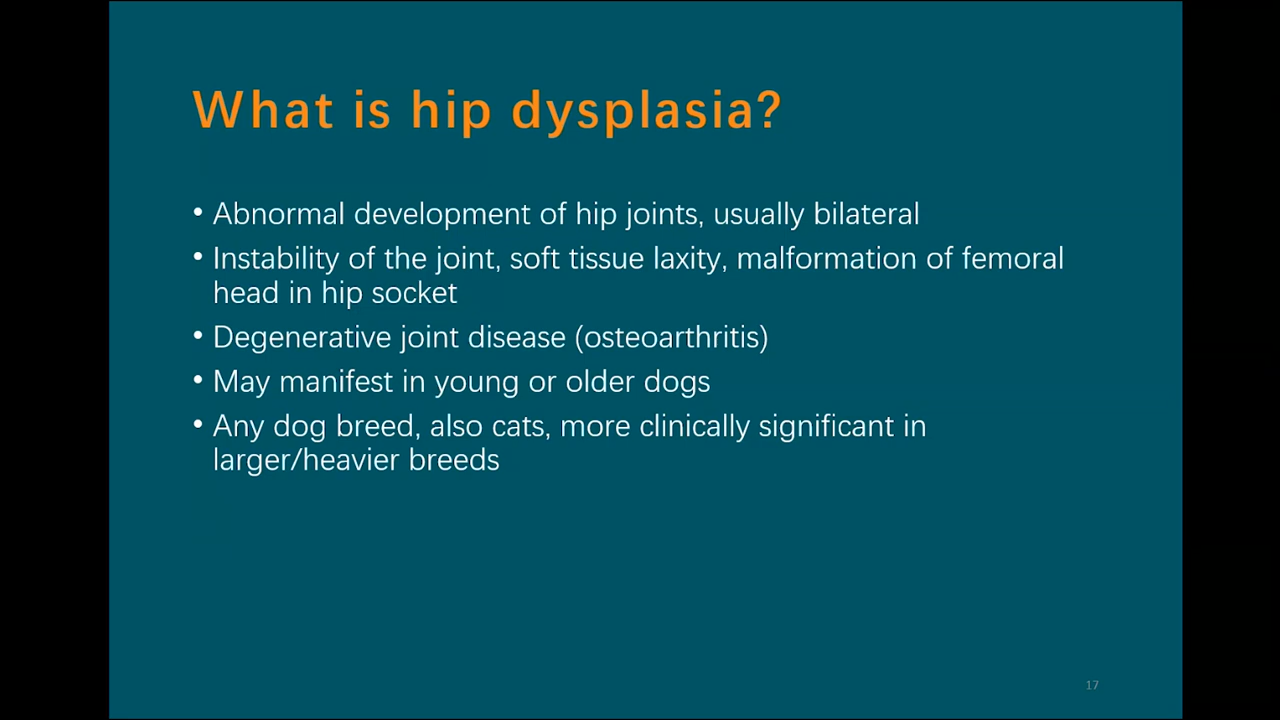 What is hip dysplasia?
• Abnormal development of hip joints, usually bilateral
• Instability of the joint, soft tissue laxity, malformation of femoral
head in hip socket
• Degenerative joint disease (osteoarthritis)
• May manifest in young or older dogs
• Any dog breed, also cats, more clinically significant in
larger/heavier breeds
17